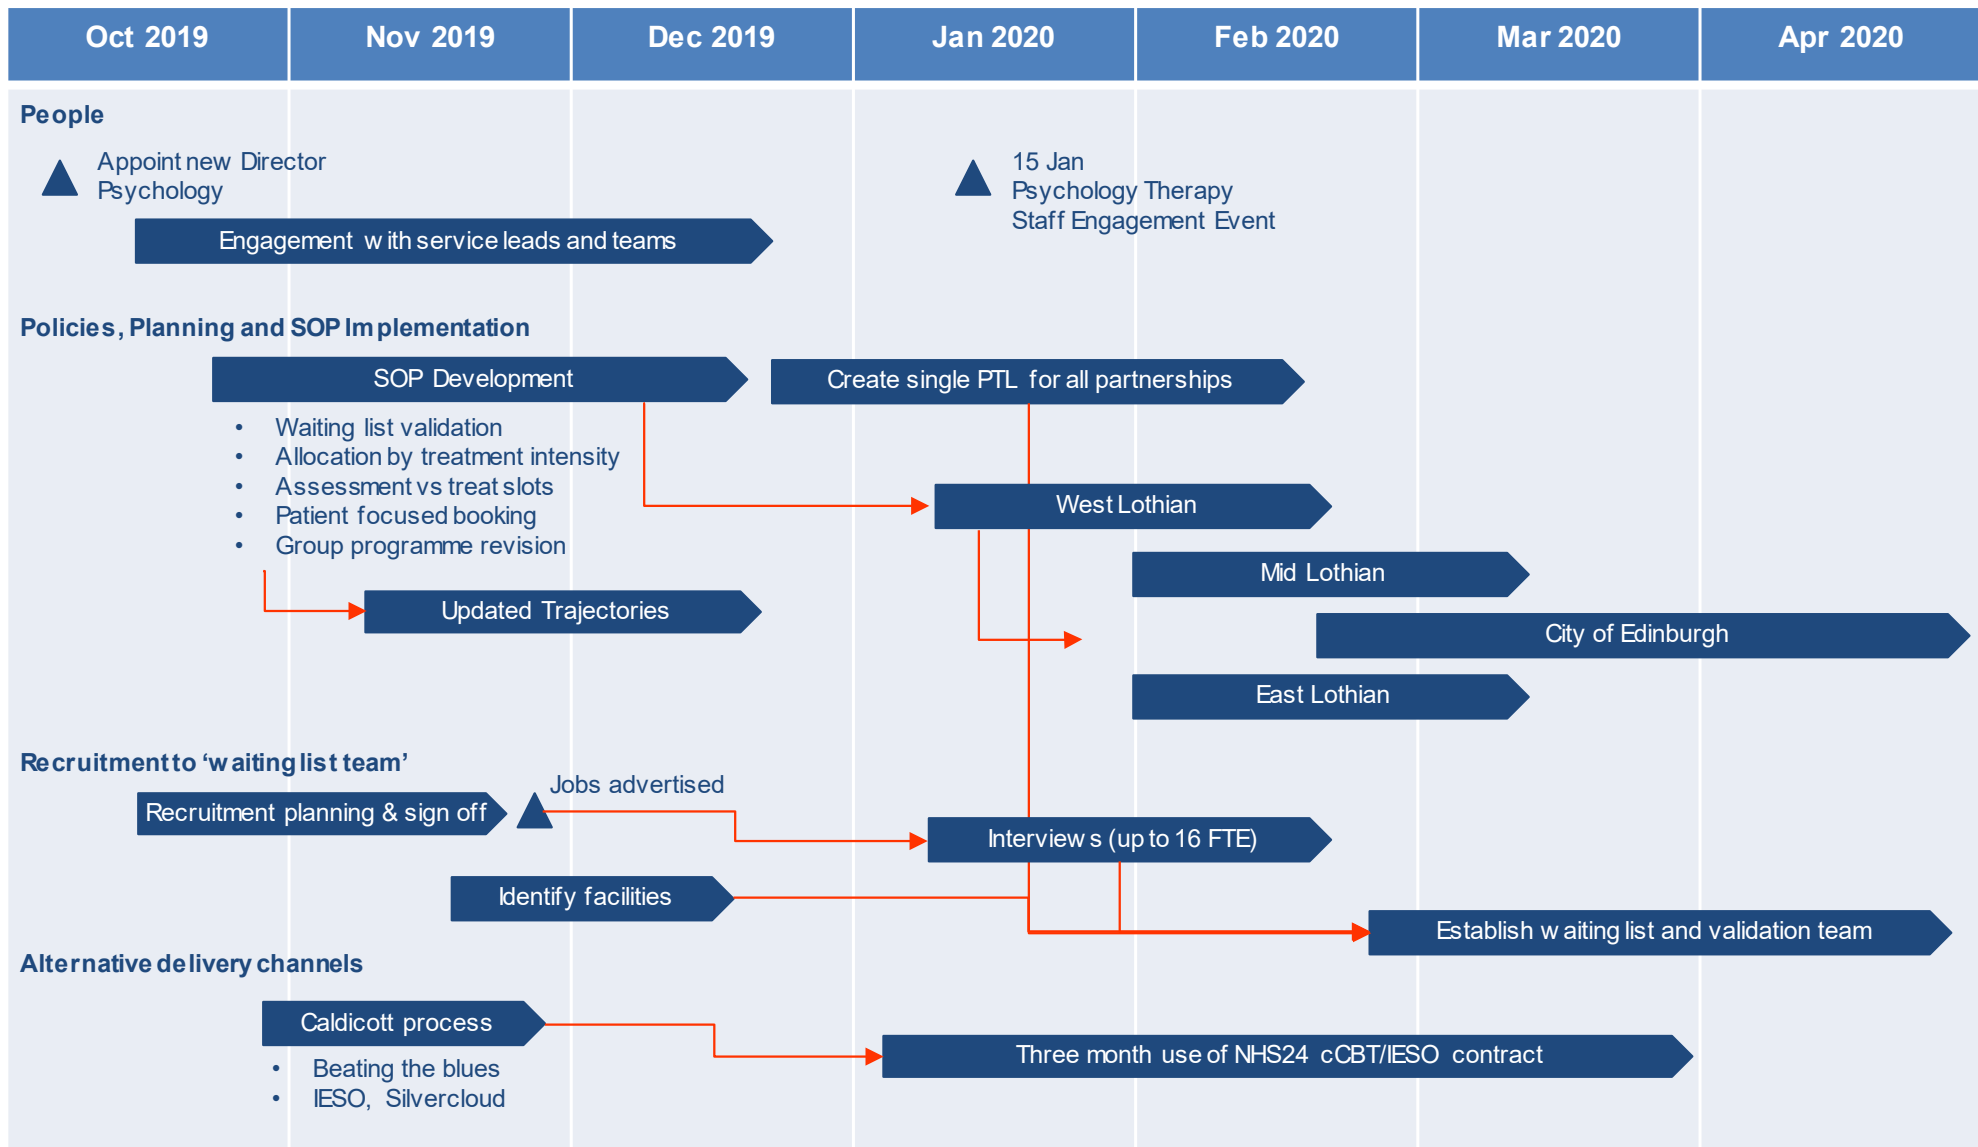 Oct 2019
Nov 2019
Dec 2019
Jan 2020
Feb 2020
Mar 2020
Apr 2020
People
Appoint new Director
Psychology
15 Jan
Psychology Therapy
Staff Engagement Event
Engagement with service leads and teams
Policies, Planning and SOP Implementation
SOP Development
Create single PTL for all partnerships
• Waiting list validation
• Allocation by treatment intensity
• Assessment vs treat slots
• Patient focused booking
• Group programme revision
West Lothian
Mid Lothian
Updated Trajectories
City of Edinburgh
East Lothian
Recruitment to ‘waiting list team’
Jobs advertised
Recruitment planning & sign off
Interviews (up to 16 FTE)
Identify facilities
Establish waiting list and validation team
Alternative delivery channels
Caldicott process
Three month use of NHS24 cCBT/IESO contract
• Beating the blues
• IESO, Silvercloud